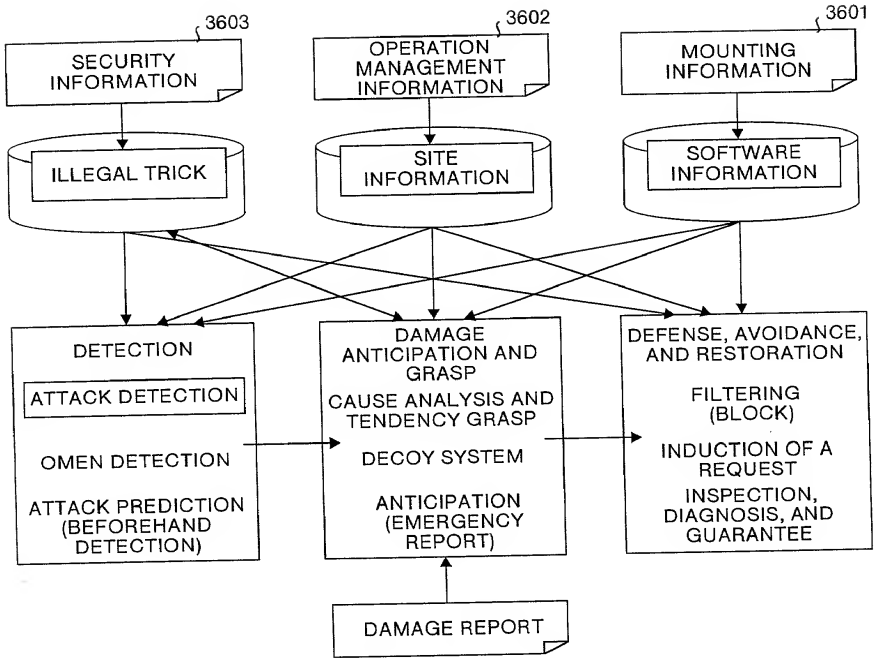 3603
SECURITY
INFORMATION
3602
OPERATION
MANAGEMENT
INFORMATION
3601
MOUNTING
INFORMATION
ILLEGAL TRICK
SITE
INFORMATION
SOFTWARE
INFORMATION
DETECTION
ATTACK DETECTION
OMEN DETECTION
ATTACK PREDICTION
(BEFOREHAND
DETECTION)
DAMAGE
ANTICIPATION AND
GRASP
CAUSE ANALYSIS AND
TENDENCY GRASP
DECOY SYSTEM
ANTICIPATION
(EMERGENCY
REPORT)
DEFENSE, AVOIDANCE,
AND RESTORATION
FILTERING
(BLOCK)
INDUCTION OF A
REQUEST
INSPECTION,
DIAGNOSIS, AND
GUARANTEE
DAMAGE REPORT